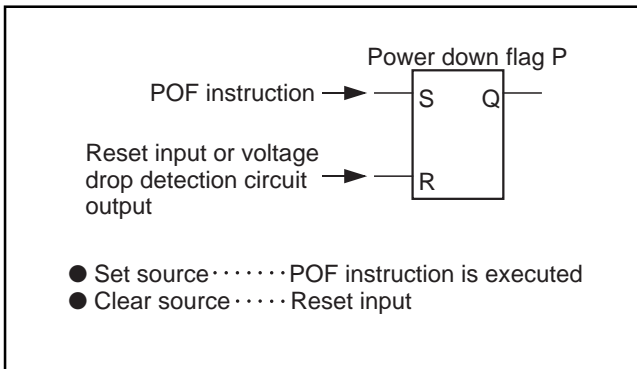 Power down flag P
POF instruction
S
Q
Reset input or voltage
drop detection circuit
output
R
● Set source ······· POF instruction is executed
● Clear source ····· Reset input